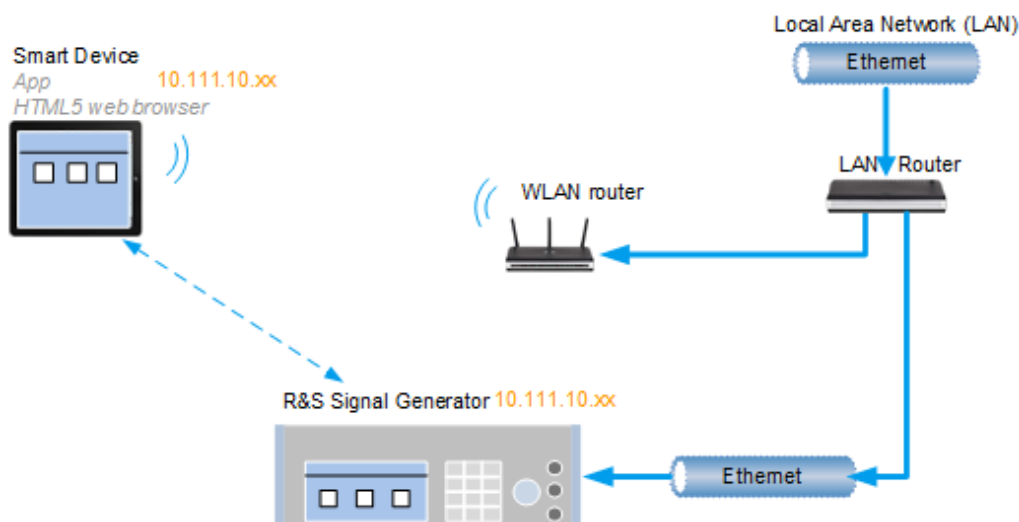 Local Area Network (LAN)
Ethernet
Smart Device
App
10.111.10.xx
HTML5 web browser
LAN Router
WLAN router
R&S Signal Generator 10.111.10.xx
Ethernet